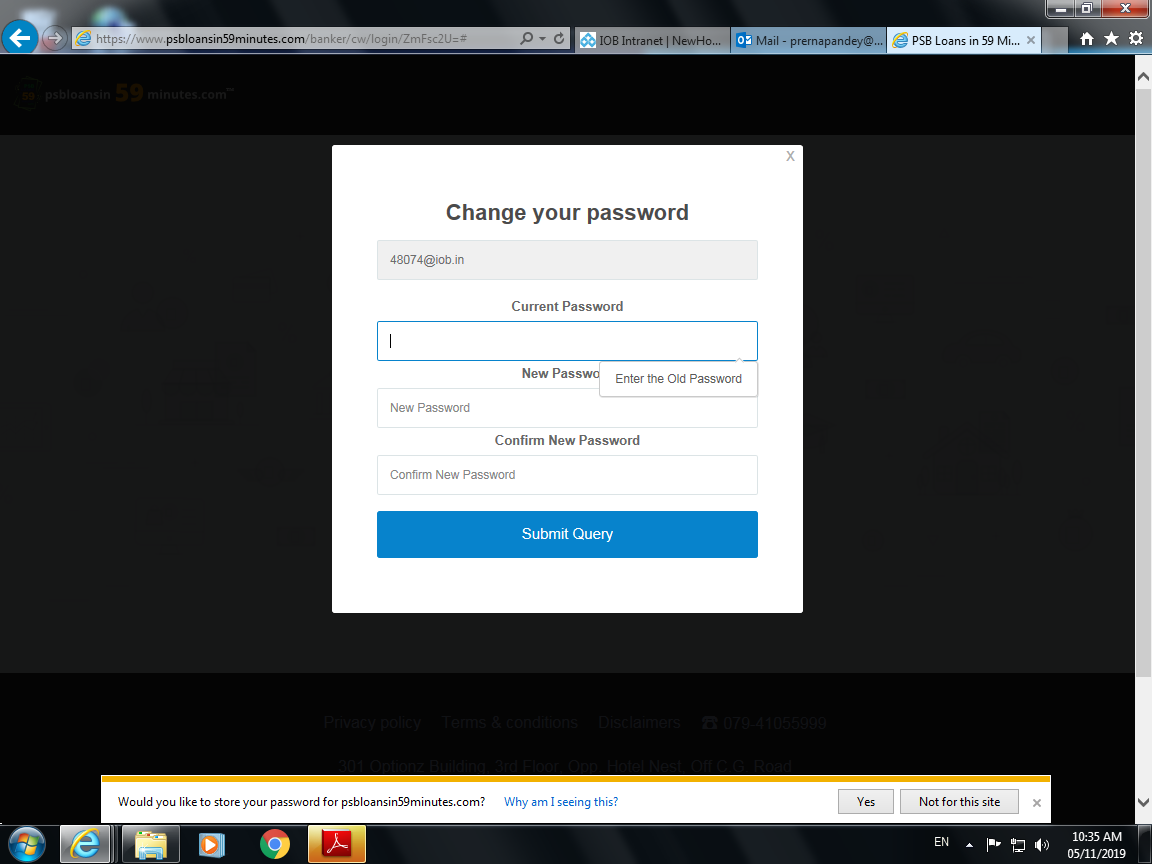 https://www.psbloansin59minutes.com/banker/cw/login/ZmFsc2U=#
IOB Intranet | NewHo...
Mail - prernapandey@...
PSB Loans in 59 Mi...
psbloansin 59 minutes.com
X
Change your password
48074@iob.in
Current Password
Enter the Old Password
New Passwo
New Password
Confirm New Password
Confirm New Password
Submit Query
Privacy policy Terms & conditions Disclaimers 079-41055999
301 Optionz Building, 3rd Floor, Opp. Hotel Nest, Off C.G. Road
Would you like to store your password for psbloansin59minutes.com? Why am I seeing this? Yes Not for this site
EN
10:35 AM
05/11/2019